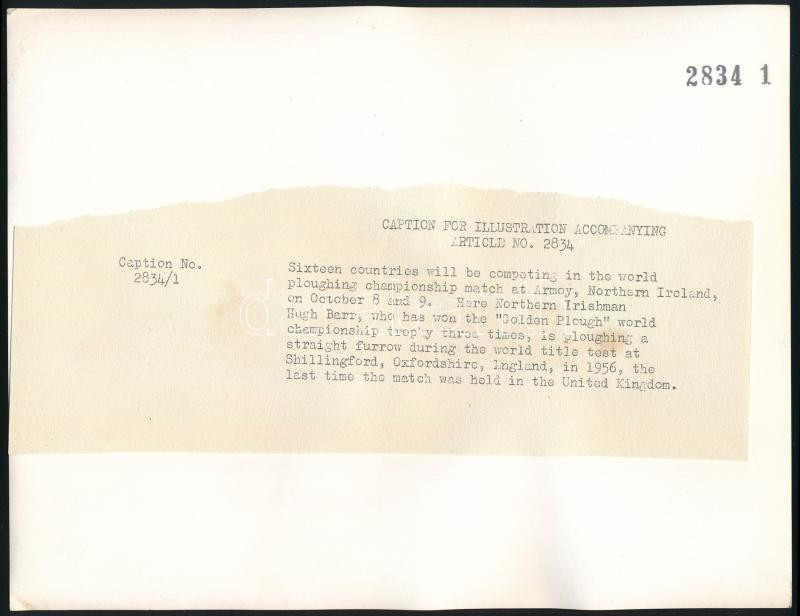 2834 1
CAPTION FOR ILLUSTRATION ACCOMPANYING
ARTICLE NO. 2834
Caption No.
2834/1
Sixteen countries will be competing in the world
ploughing championship match at Armoy, Northern Ireland,
on October 8 and 9. Here Northern Irishman
Hugh Barr, who has won the "Golden Plough" world
championship trophy three times, is ploughing a
straight furrow during the world title test at
Shillingford, Oxfordshire, England, in 1956, the
last time the match was held in the United Kingdom.